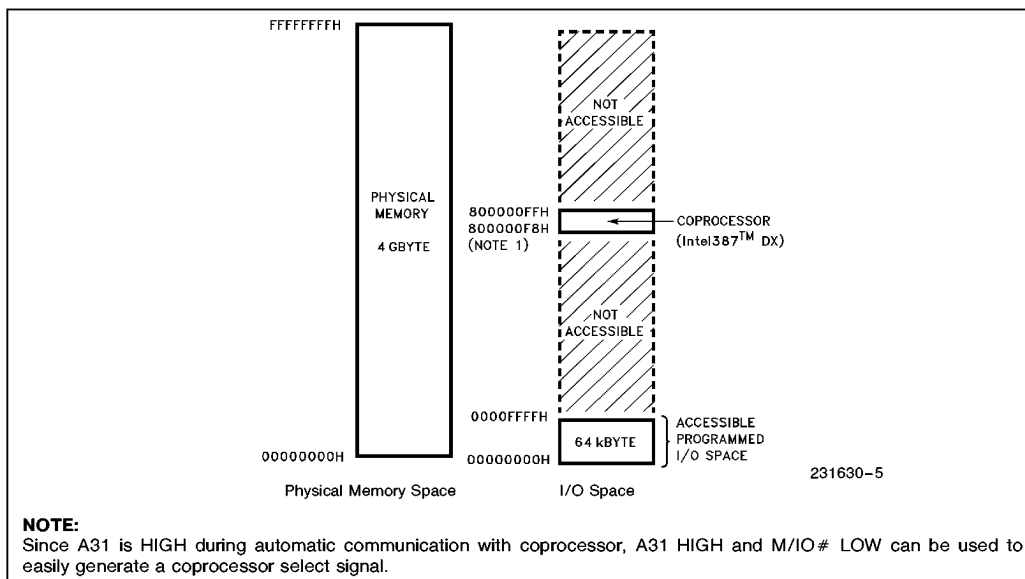 FFFFFFFFH
PHYSICAL
MEMORY
4 GBYTE
00000000H
Physical Memory Space
NOT
ACCESSIBLE
800000FFH
800000F8H
(NOTE 1)
COPROCESSOR
(Intel387™ DX)
NOT
ACCESSIBLE
0000FFFFH
64 kBYTE
00000000H
ACCESSIBLE
PROGRAMMED
I/O SPACE
I/O Space
231630-5
NOTE:
Since A31 is HIGH during automatic communication with coprocessor, A31 HIGH and M/IO# LOW can be used to
easily generate a coprocessor select signal.